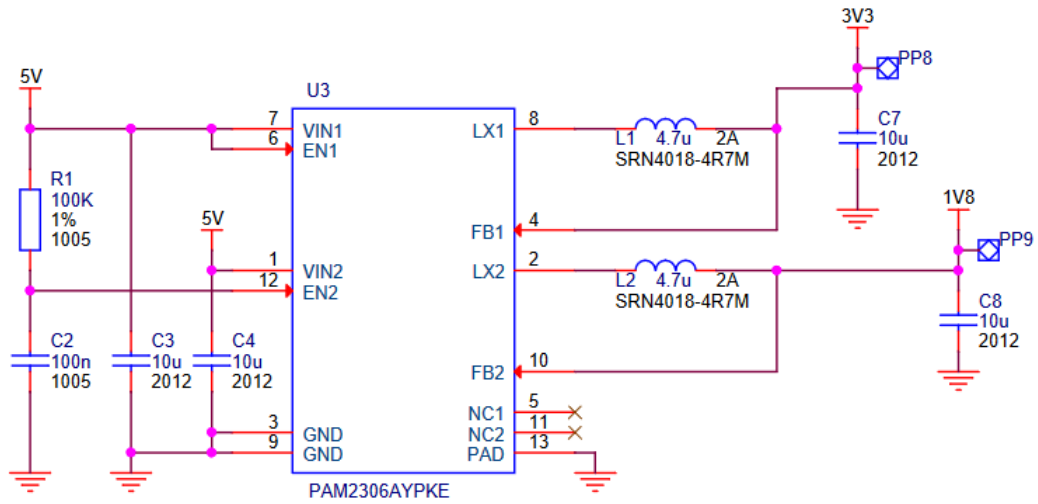 3V3
PP8
5V
U3
7
VIN1
LX1
8
L1
4.7u
2A
SRN4018-4R7M
C7
10u
2012
6
EN1
R1
100K
1%
1005
5V
1V8
PP9
FB1
4
1
VIN2
LX2
2
L2
4.7u
2A
SRN4018-4R7M
12
EN2
C8
10u
2012
C2
100n
1005
C3
10u
2012
C4
10u
2012
FB2
10
NC1
5
NC2
11
PAD
13
3
GND
9
GND
PAM2306AYPKE